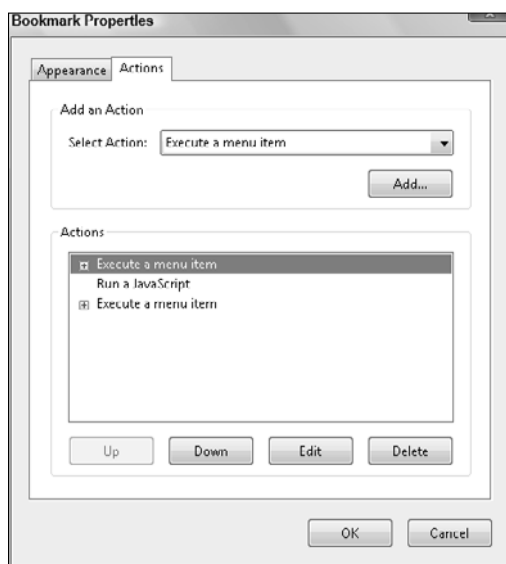 Bookmark Properties
Appearance
Actions
Add an Action
Select Action: Execute a menu item
Add...
Actions
Execute a menu item
Run a JavaScript
Execute a menu item
Up
Down
Edit
Delete
OK
Cancel